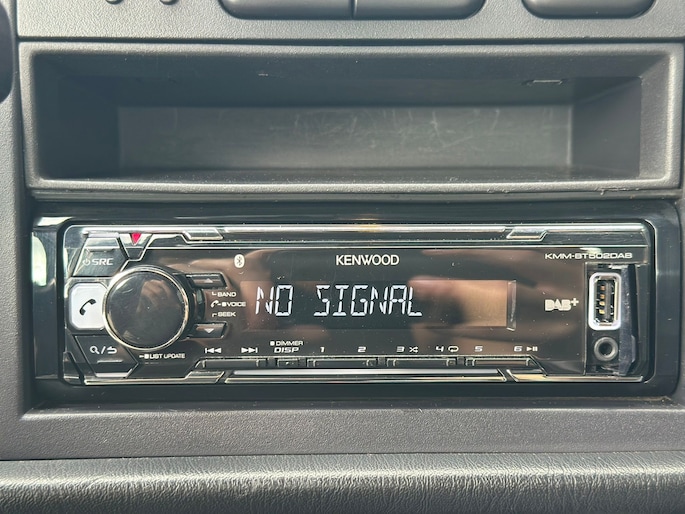 KENWOOD
KMM-BT502DAB
SRC
BAND
VOICE
SEEK
NO SIGNAL
DAB+
LIST UPDATE
DIMMER
DISP 1 2 3 4 5 6